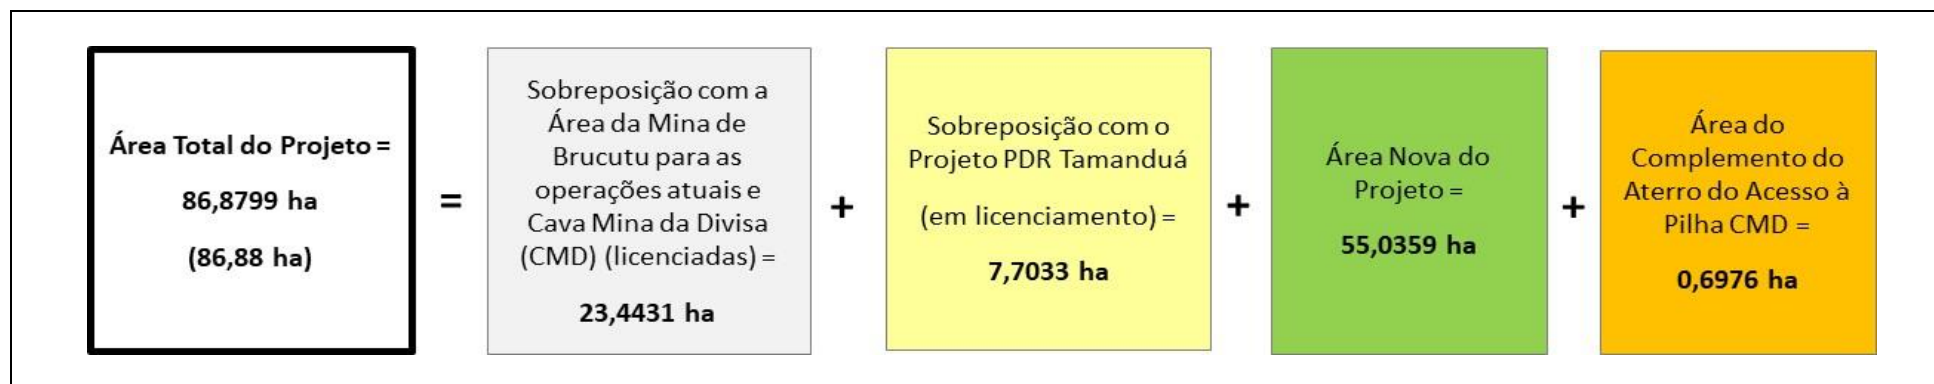 Área Total do Projeto =
86,8799 ha
(86,88 ha)
=
Sobreposição com a
Área da Mina de
Brucutu para as
operações atuais e
Cava Mina da Divisa
(CMD) (licenciadas) =
23,4431 ha
+
Sobreposição com o
Projeto PDR Tamanduá
(em licenciamento) =
7,7033 ha
+
Área Nova do
Projeto =
55,0359 ha
+
Área do
Complemento do
Aterro do Acesso à
Pilha CMD =
0,6976 ha